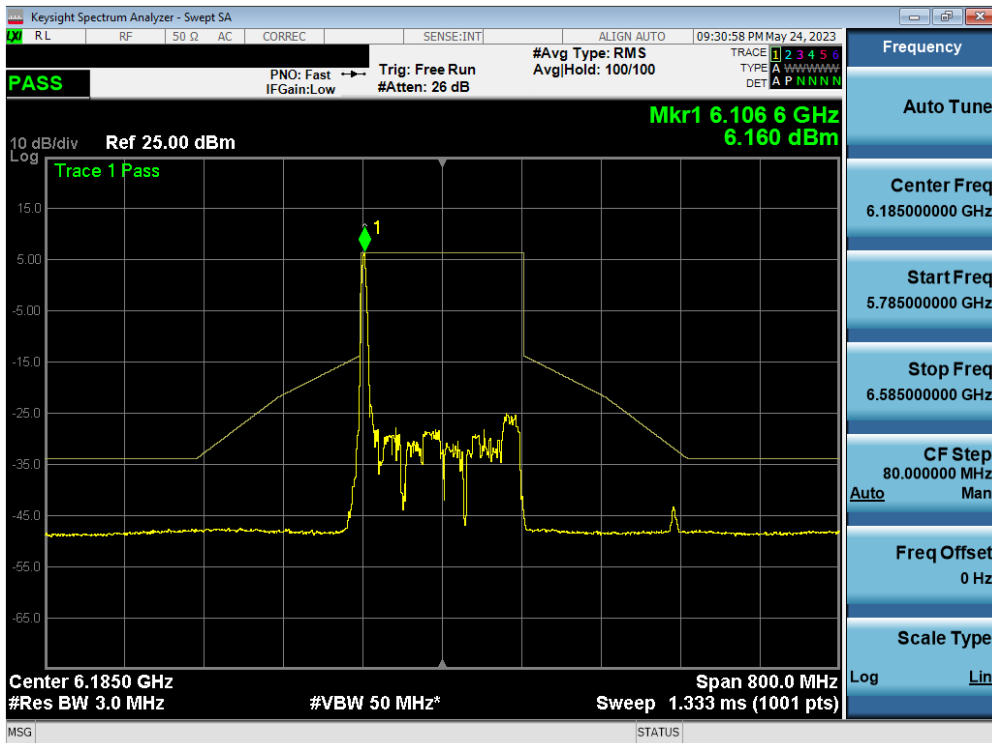 Keysight Spectrum Analyzer - Swept SA
LXI RL RF 50 Ω AC CORREC SENSE:INT ALIGN AUTO 09:30:58 PM May 24, 2023
#Avg Type: RMS TRACE 1 2 3 4 5 6
PNO: Fast Trig: Free Run Avg|Hold: 100/100 TYPE A WWWWW
PASS IFGain:Low #Atten: 26 dB DET A P N N N N
Mkr1 6.106 6 GHz
6.160 dBm
10 dB/div Ref 25.00 dBm
Log
Trace 1 Pass
1
15.0
5.00
-5.00
-15.0
-25.0
-35.0
-45.0
-55.0
-65.0
Center 6.1850 GHz Span 800.0 MHz
#Res BW 3.0 MHz #VBW 50 MHz* Sweep 1.333 ms (1001 pts)
MSG STATUS
Frequency
Auto Tune
Center Freq
6.185000000 GHz
Start Freq
5.785000000 GHz
Stop Freq
6.585000000 GHz
CF Step
80.000000 MHz
Auto Man
Freq Offset
0 Hz
Scale Type
Log Lin